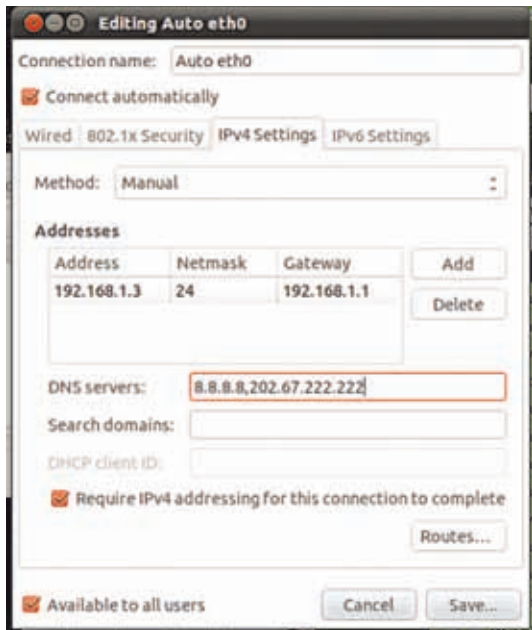 Editing Auto eth0
Connection name: Auto eth0
Connect automatically
Wired 802.1x Security IPv4 Settings IPv6 Settings
Method: Manual
Addresses
Address Netmask Gateway Add
192.168.1.3 24 192.168.1.1
Delete
DNS servers: 8.8.8.8,202.67.222.222
Search domains:
DHCP client ID:
Require IPv4 addressing for this connection to complete
Routes...
Available to all users Cancel Save...